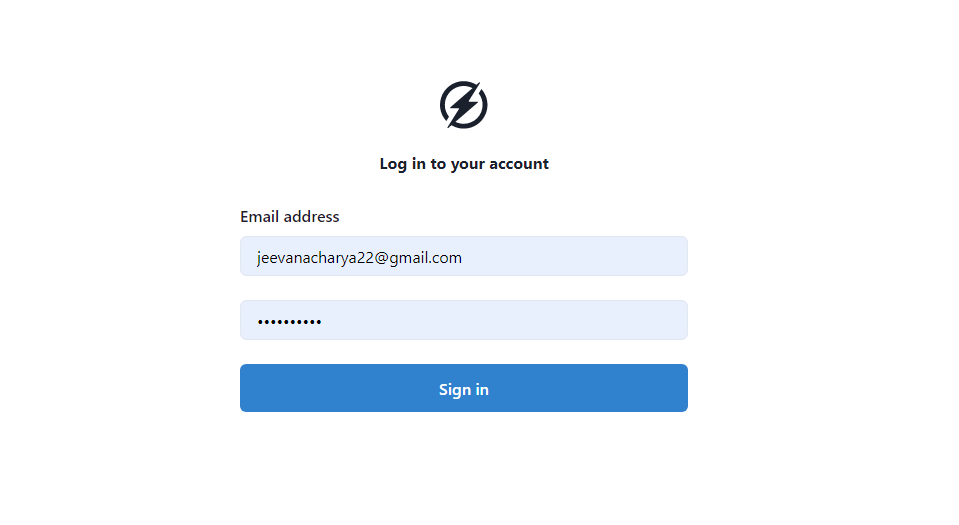 Log in to your account
Email address
jeevanacharya22@gmail.com
••••••••••
Sign in